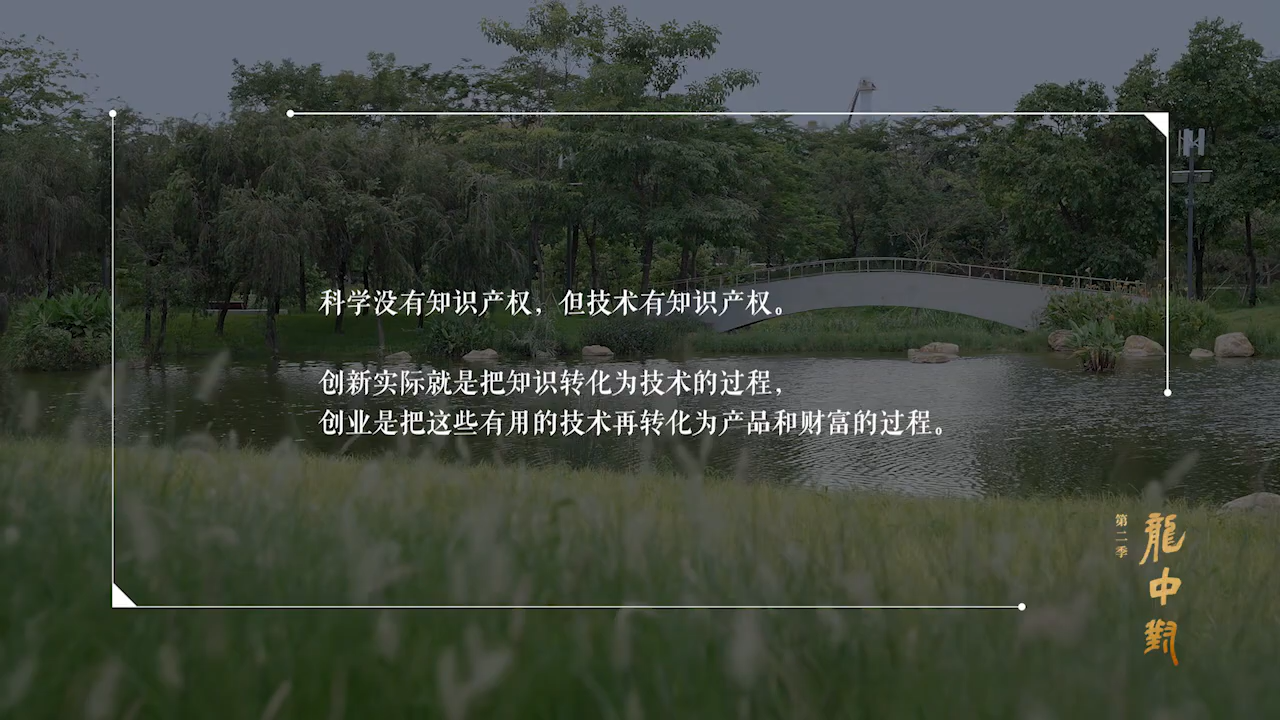 科学没有知识产权，但技术有知识产权。
创新实际就是把知识转化为技术的过程，
创业是把这些有用的技术再转化为产品和财富的过程。
第二季
龍中對